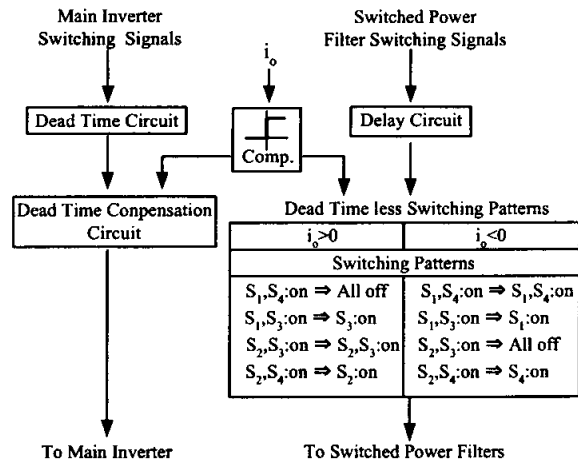 Main Inverter
Switching Signals
Switched Power
Filter Switching Signals
i_o
Dead Time Circuit
Comp.
Delay Circuit
Dead Time Conpensation
Circuit
Dead Time less Switching Patterns
i_o>0
i_o<0
Switching Patterns
S_1,S_4:on ⇒ All off
S_1,S_4:on ⇒ S_1,S_4:on
S_1,S_3:on ⇒ S_3:on
S_1,S_3:on ⇒ S_1:on
S_2,S_3:on ⇒ S_2,S_3:on
S_2,S_3:on ⇒ All off
S_2,S_4:on ⇒ S_2:on
S_2,S_4:on ⇒ S_4:on
To Main Inverter
To Switched Power Filters